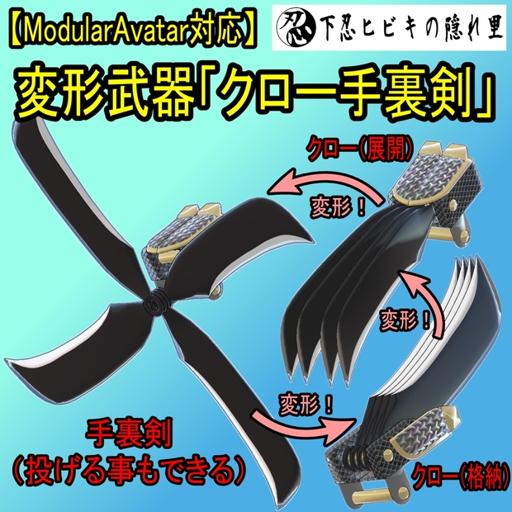 【ModularAvatar対応】
忍 下忍ヒビキの隠れ里
変形武器「クロー手裏剣」
クロー(展開)
変形！
変形！
変形！
手裏剣
（投げる事もできる）
クロー(格納)